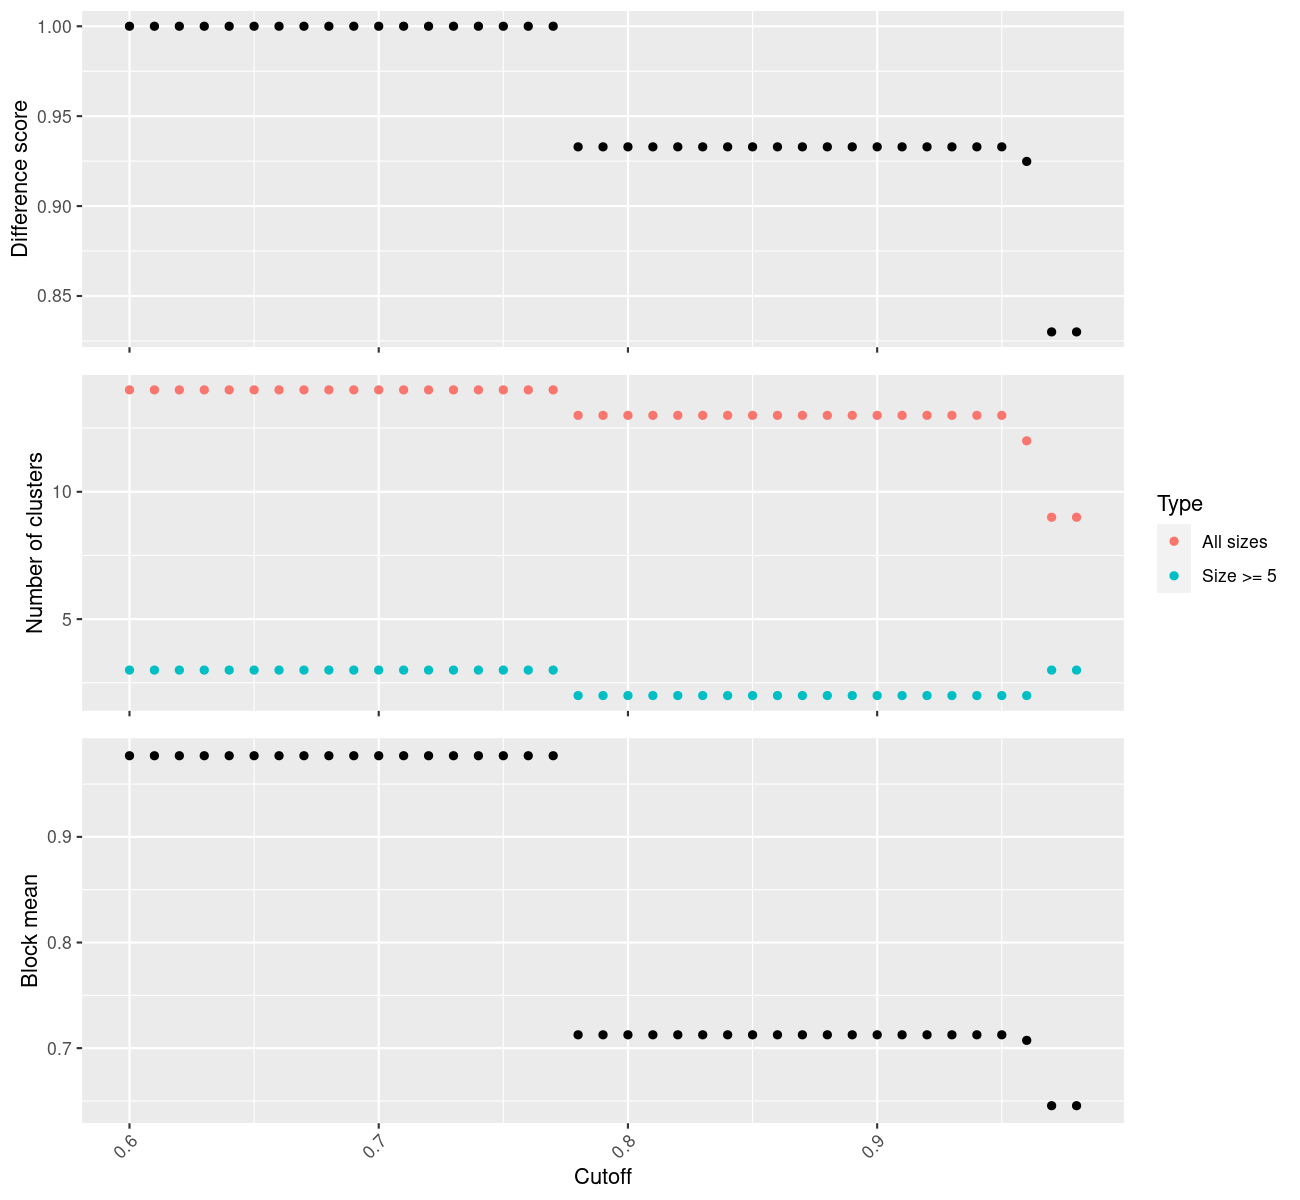 Difference score
1.00
0.95
0.90
0.85
Number of clusters
10
5
Type
All sizes
Size >= 5
Block mean
0.9
0.8
0.7
0.6
0.7
0.8
0.9
Cutoff